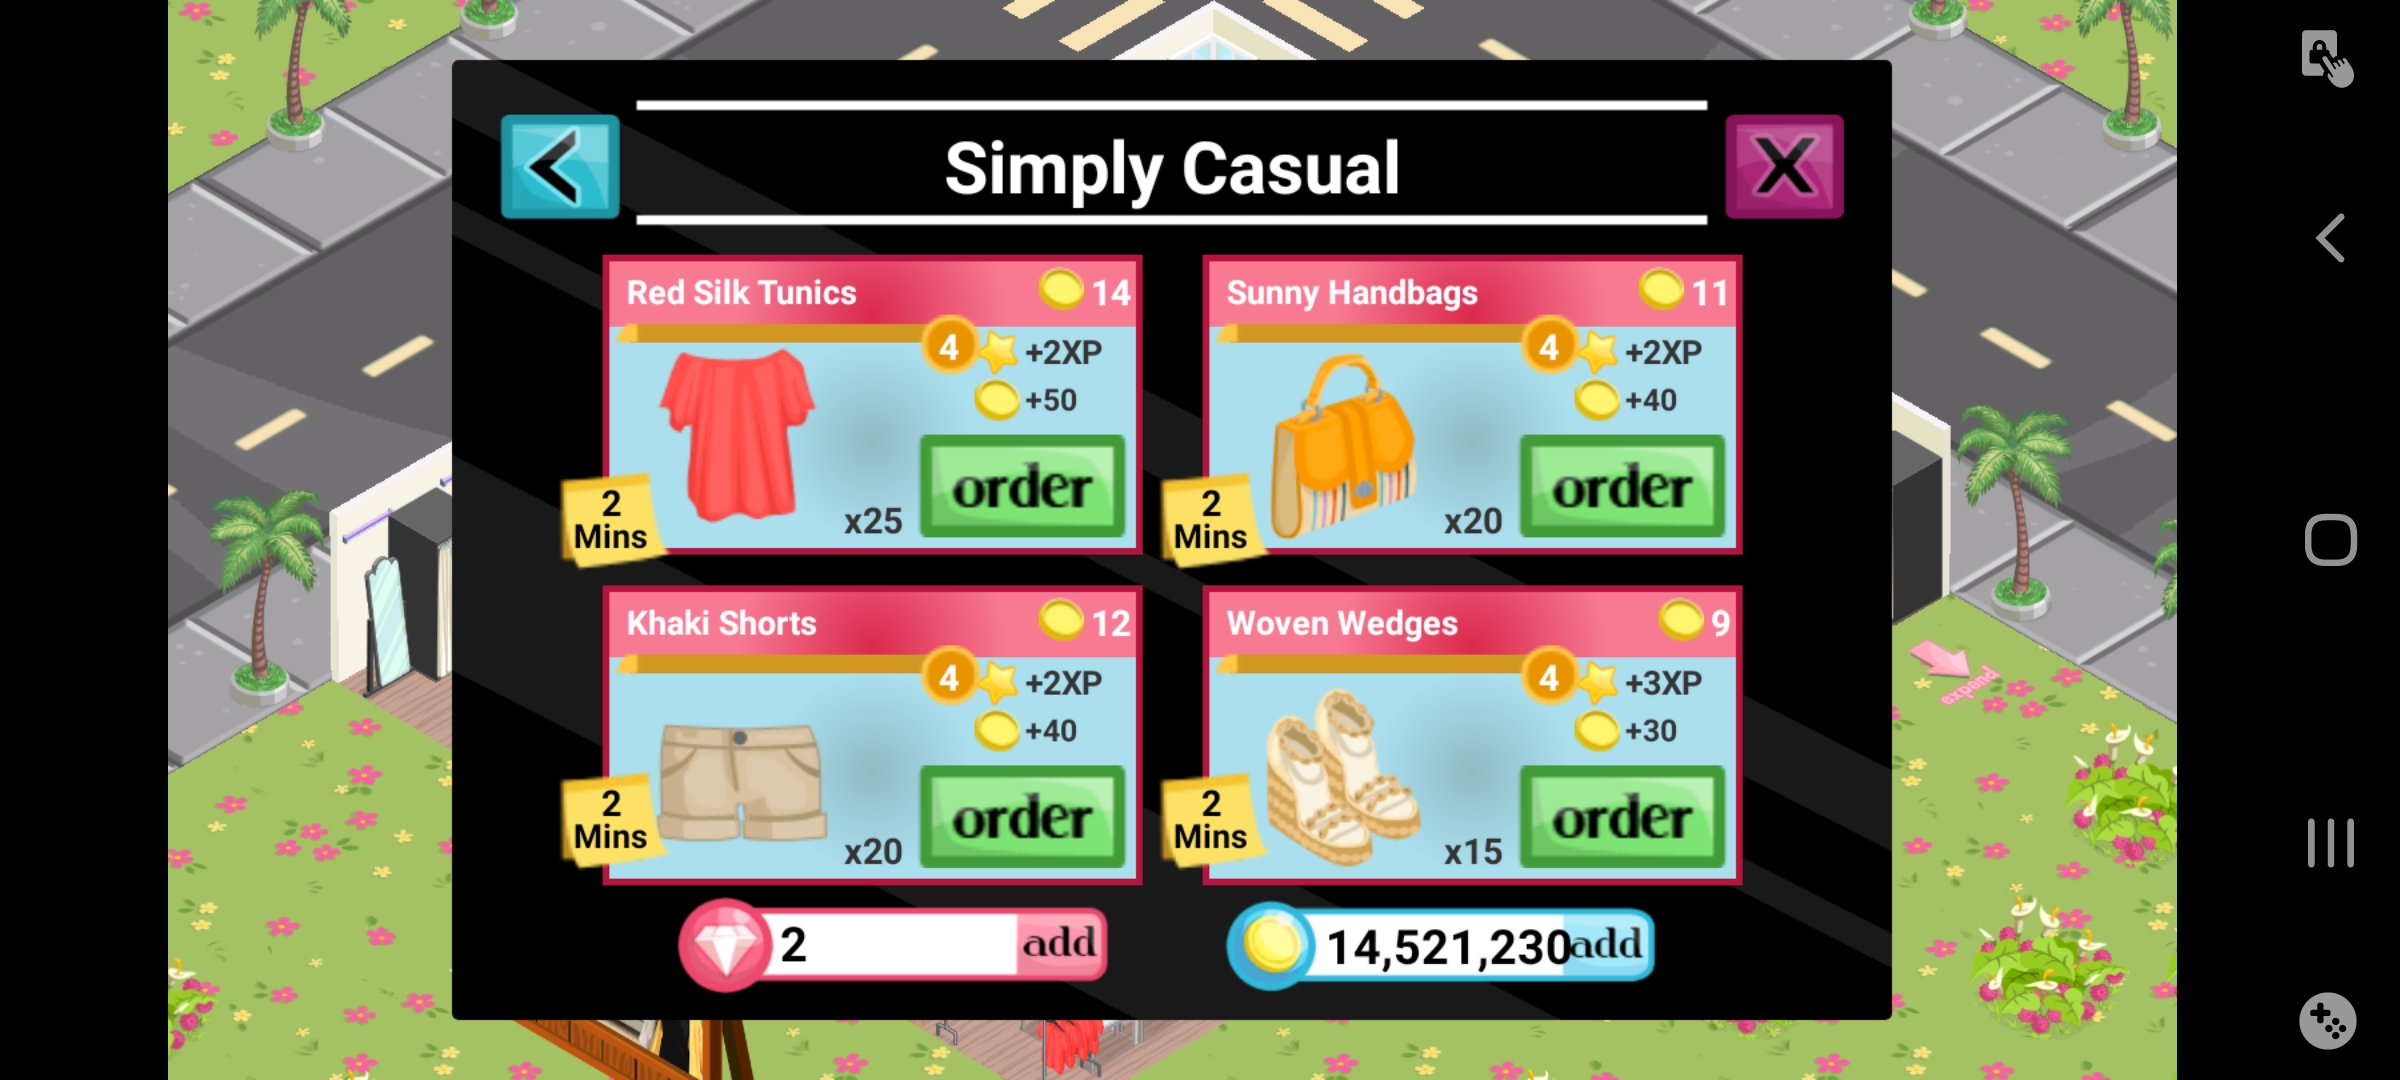 Simply Casual
Red Silk Tunics 14
4 +2XP
+50
2
Mins
x25
order
Sunny Handbags 11
4 +2XP
+40
2
Mins
x20
order
Khaki Shorts 12
4 +2XP
+40
2
Mins
x20
order
Woven Wedges 9
4 +3XP
+30
2
Mins
x15
order
expand
2 add
14,521,230 add